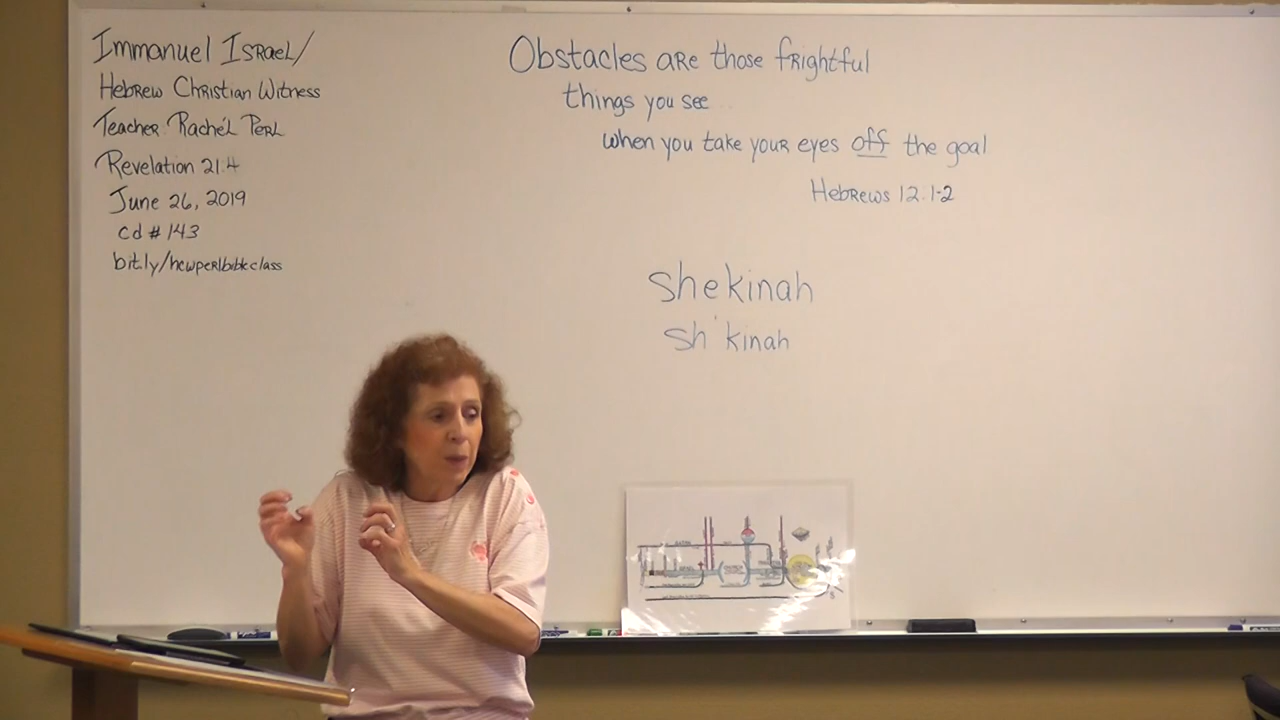 Immanuel Israel/
Hebrew Christian Witness
Teacher: Rachél Perl
Revelation 21:4
June 26, 2019
cd # 143
bit.ly/newperlbibleclass
Obstacles are those frightful
things you see
when you take your eyes off the goal
Hebrews 12:1-2
shekinah
sh'kinah